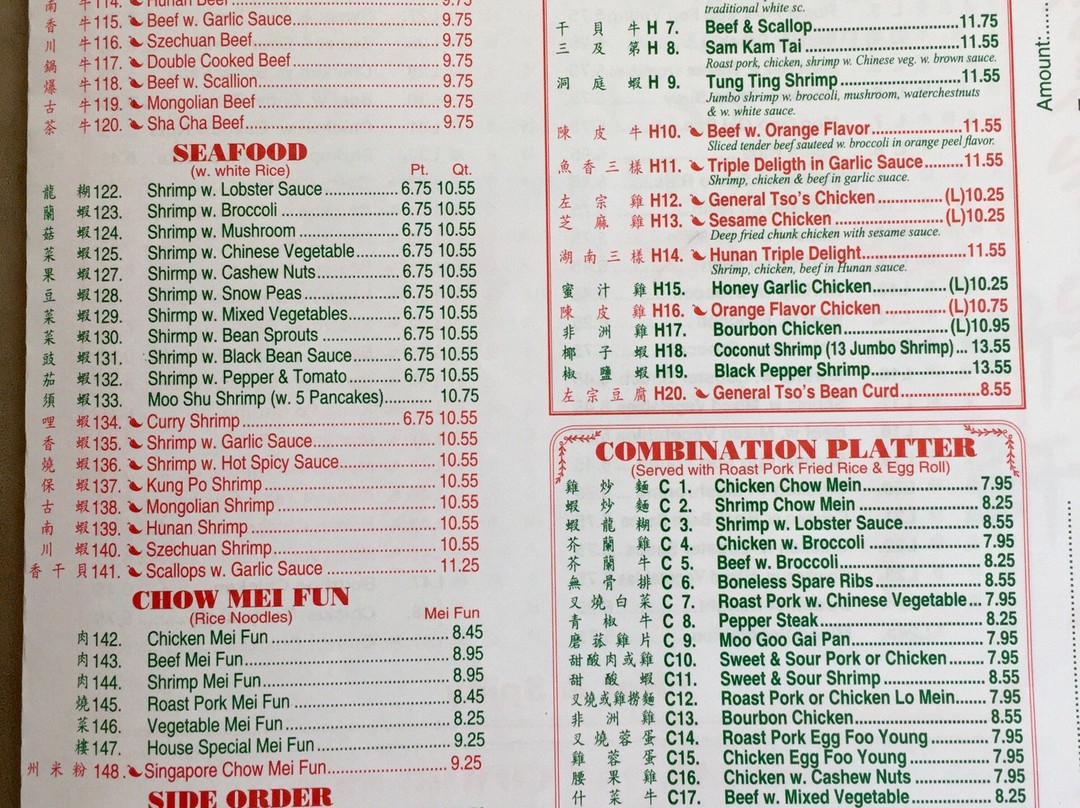 南 牛114. Hunan Beef 9.75
香 牛115. Beef w. Garlic Sauce 9.75
川 牛116. Szechuan Beef 9.75
鍋 牛117. Double Cooked Beef 9.75
爆 牛118. Beef w. Scallion 9.75
古 牛119. Mongolian Beef 9.75
茶 牛120. Sha Cha Beef 9.75
SEAFOOD
(w. white Rice) Pt. Qt.
龍 糊122. Shrimp w. Lobster Sauce 6.75 10.55
蘭 蝦123. Shrimp w. Broccoli 6.75 10.55
菇 蝦124. Shrimp w. Mushroom 6.75 10.55
菜 蝦125. Shrimp w. Chinese Vegetable 6.75 10.55
果 蝦127. Shirmp w. Cashew Nuts 6.75 10.55
豆 蝦128. Shrimp w. Snow Peas 6.75 10.55
菜 蝦129. Shrimp w. Mixed Vegetables 6.75 10.55
菜 蝦130. Shrimp w. Bean Sprouts 6.75 10.55
豉 蝦131. Shrimp w. Black Bean Sauce 6.75 10.55
茄 蝦132. Shrimp w. Pepper & Tomato 6.75 10.55
須 蝦133. Moo Shu Shrimp (w. 5 Pancakes) 10.75
哩 蝦134. Curry Shrimp 6.75 10.55
香 蝦135. Shrimp w. Garlic Sauce 10.55
燒 蝦136. Shrimp w. Hot Spicy Sauce 10.55
保 蝦137. Kung Po Shrimp 10.55
古 蝦138. Mongolian Shrimp 10.55
南 蝦139. Hunan Shrimp 10.55
川 蝦140. Szechuan Shrimp 10.55
香 干 貝141. Scallops w. Garlic Sauce 11.25
CHOW MEI FUN
(Rice Noodles) Mei Fun
肉142. Chicken Mei Fun 8.45
肉143. Beef Mei Fun 8.95
肉144. Shrimp Mei Fun 8.95
燒145. Roast Pork Mei Fun 8.45
菜146. Vegetable Mei Fun 8.25
樓147. House Special Mei Fun 9.25
州 米 粉 148. Singapore Chow Mei Fun 9.25
SIDE ORDER
traditional white sc.
干 貝 牛 H 7. Beef & Scallop 11.75
三 及 第 H 8. Sam Kam Tai 11.55
Roast pork, chicken, shrimp w. Chinese veg. w. brown sauce.
洞 庭 蝦 H 9. Tung Ting Shrimp 11.55
Jumbo shrimp w. broccoli, mushroom, waterchestnuts
& w. white sauce.
陳 皮 牛 H10. Beef w. Orange Flavor 11.55
Sliced tender beef sauteed w. broccoli in orange peel flavor.
魚 香 三 樣 H11. Triple Deligth in Garlic Sauce 11.55
Shrimp, chicken & beef in garlic suace.
左 宗 雞 H12. General Tso's Chicken (L)10.25
芝 麻 雞 H13. Sesame Chicken (L)10.25
Deep fried chunk chicken with sesame sauce.
湖 南 三 樣 H14. Hunan Triple Delight 11.55
Shrimp, chicken, beef in Hunan sauce.
蜜 汁 雞 H15. Honey Garlic Chicken (L)10.25
陳 皮 雞 H16. Orange Flavor Chicken (L)10.75
非 洲 雞 H17. Bourbon Chicken (L)10.95
椰 子 蝦 H18. Coconut Shrimp (13 Jumbo Shrimp) 13.55
椒 鹽 蝦 H19. Black Pepper Shrimp 13.55
左 宗 豆 腐 H20. General Tso's Bean Curd 8.55
COMBINATION PLATTER
(Served with Roast Pork Fried Rice & Egg Roll)
雞 炒 麵 C 1. Chicken Chow Mein 7.95
蝦 炒 麵 C 2. Shrimp Chow Mein 8.25
蝦 龍 糊 C 3. Shrimp w. Lobster Sauce 8.55
芥 蘭 雞 C 4. Chicken w. Broccoli 7.95
芥 蘭 牛 C 5. Beef w. Broccoli 8.25
無 骨 排 C 6. Boneless Spare Ribs 8.55
叉 燒 白 菜 C 7. Roast Pork w. Chinese Vegetable 7.95
青 椒 牛 C 8. Pepper Steak 8.25
磨 菇 雞 片 C 9. Moo Goo Gai Pan 7.95
甜酸肉或雞 C10. Sweet & Sour Pork or Chicken 7.95
甜 酸 蝦 C11. Sweet & Sour Shrimp 8.55
叉燒或雞撈麵 C12. Roast Pork or Chicken Lo Mein 7.95
非 洲 雞 C13. Bourbon Chicken 8.55
叉 燒 蓉 蛋 C14. Roast Pork Egg Foo Young 7.95
雞 蓉 蛋 C15. Chicken Egg Foo Young 7.95
腰 果 雞 C16. Chicken w. Cashew Nuts 7.95
什 菜 牛 C17. Beef w. Mixed Vegetable 8.25
Amount: